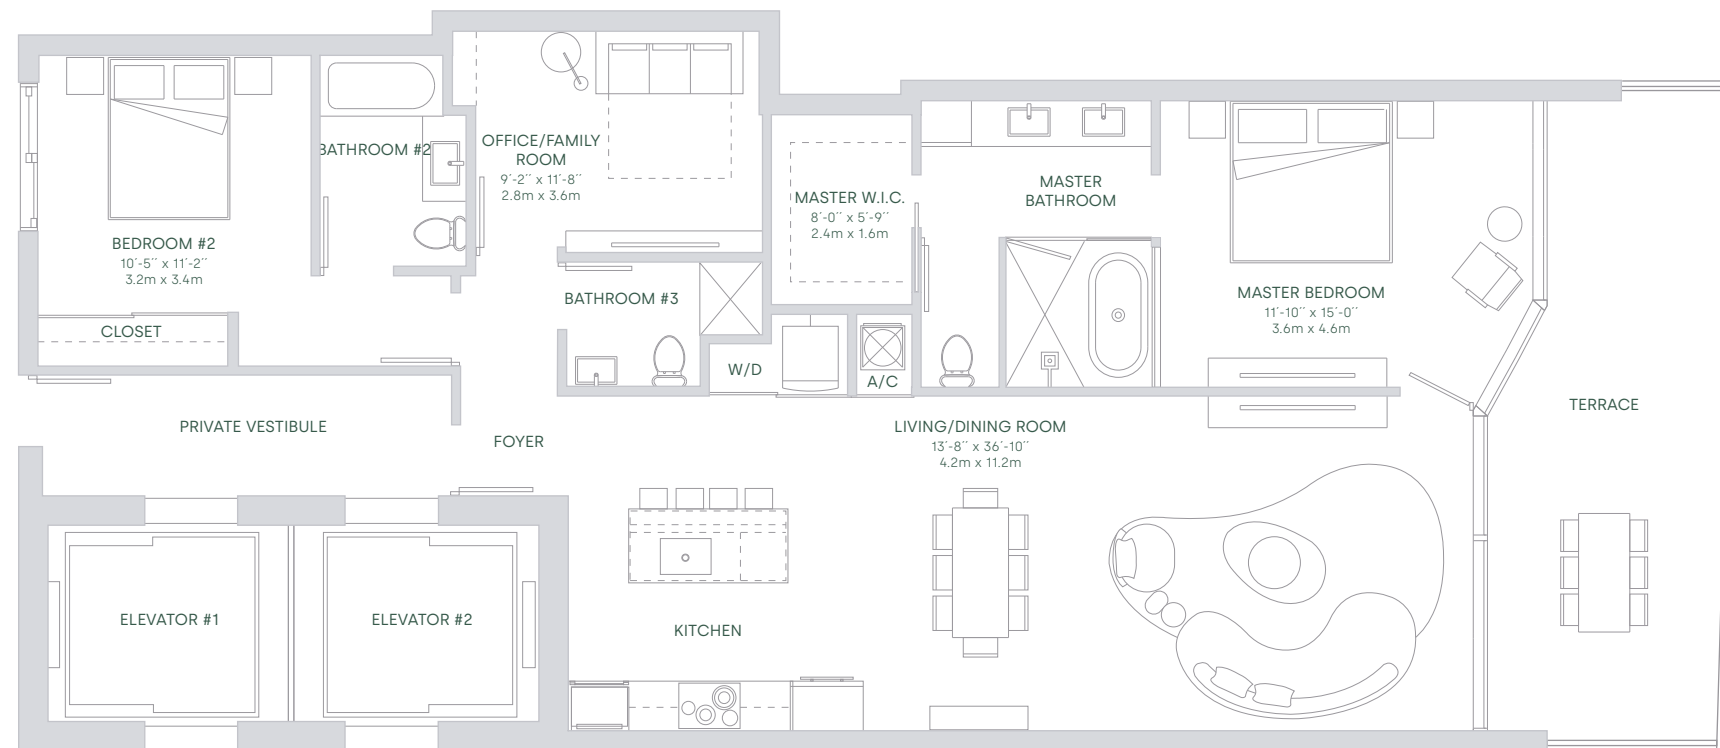 BATHROOM #2
OFFICE/FAMILY
ROOM
9´-2´´ x 11´-8´´
2.8m x 3.6m
MASTER W.I.C.
8´-0´´ x 5´-9´´
2.4m x 1.6m
MASTER
BATHROOM
BEDROOM #2
10´-5´´ x 11´-2´´
3.2m x 3.4m
CLOSET
BATHROOM #3
MASTER BEDROOM
11´-10´´ x 15´-0´´
3.6m x 4.6m
W/D
A/C
TERRACE
PRIVATE VESTIBULE
FOYER
LIVING/DINING ROOM
13´-8´´ x 36´-10´´
4.2m x 11.2m
ELEVATOR #1
ELEVATOR #2
KITCHEN